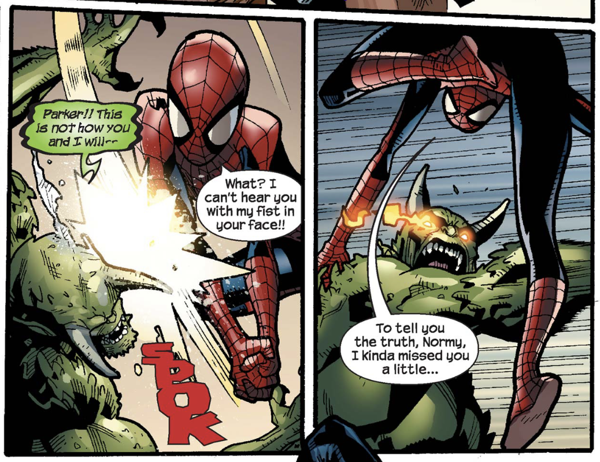 Parker!! This
is not how you
and I will--
What? I
can't hear you
with my fist in
your face!!
SPOK
To tell you
the truth, Normy,
I kinda missed you
a little...